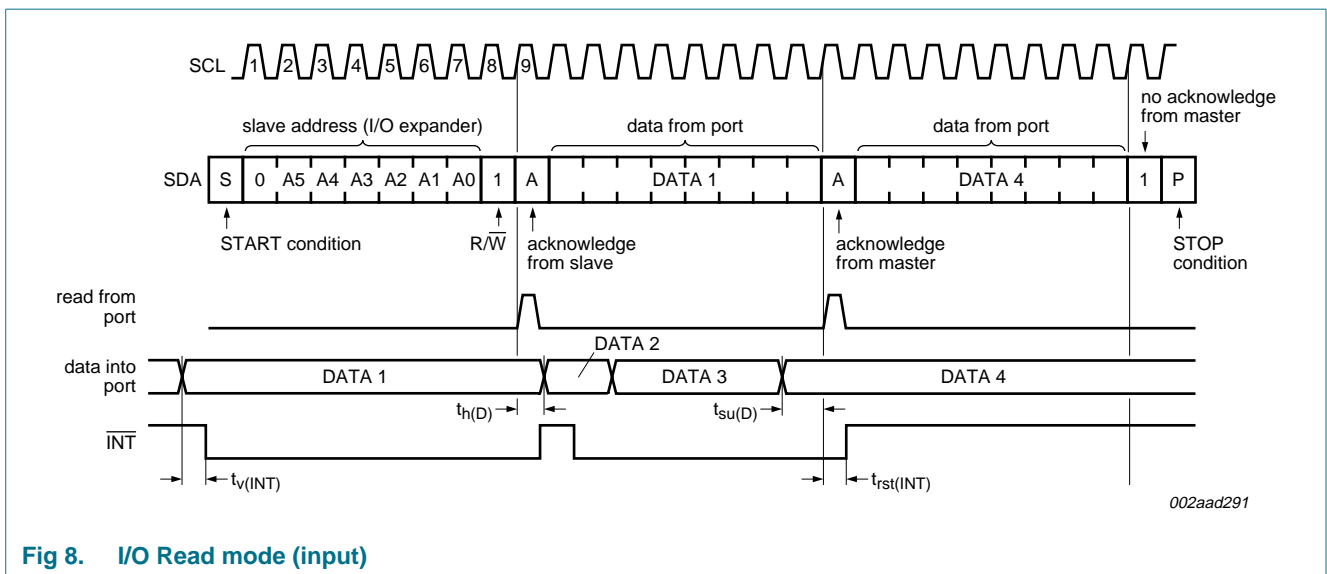 SCL 1 2 3 4 5 6 7 8 9
no acknowledge
from master
slave address (I/O expander) data from port data from port
SDA S 0 A5 A4 A3 A2 A1 A0 1 A DATA 1 A DATA 4 1 P
START condition R/W acknowledge
from slave
acknowledge
from master
STOP
condition
read from
port
data into
port
DATA 1 DATA 2 DATA 3 DATA 4
th(D) tsu(D)
INT
tv(INT) trst(INT)
002aad291
Fig 8. I/O Read mode (input)